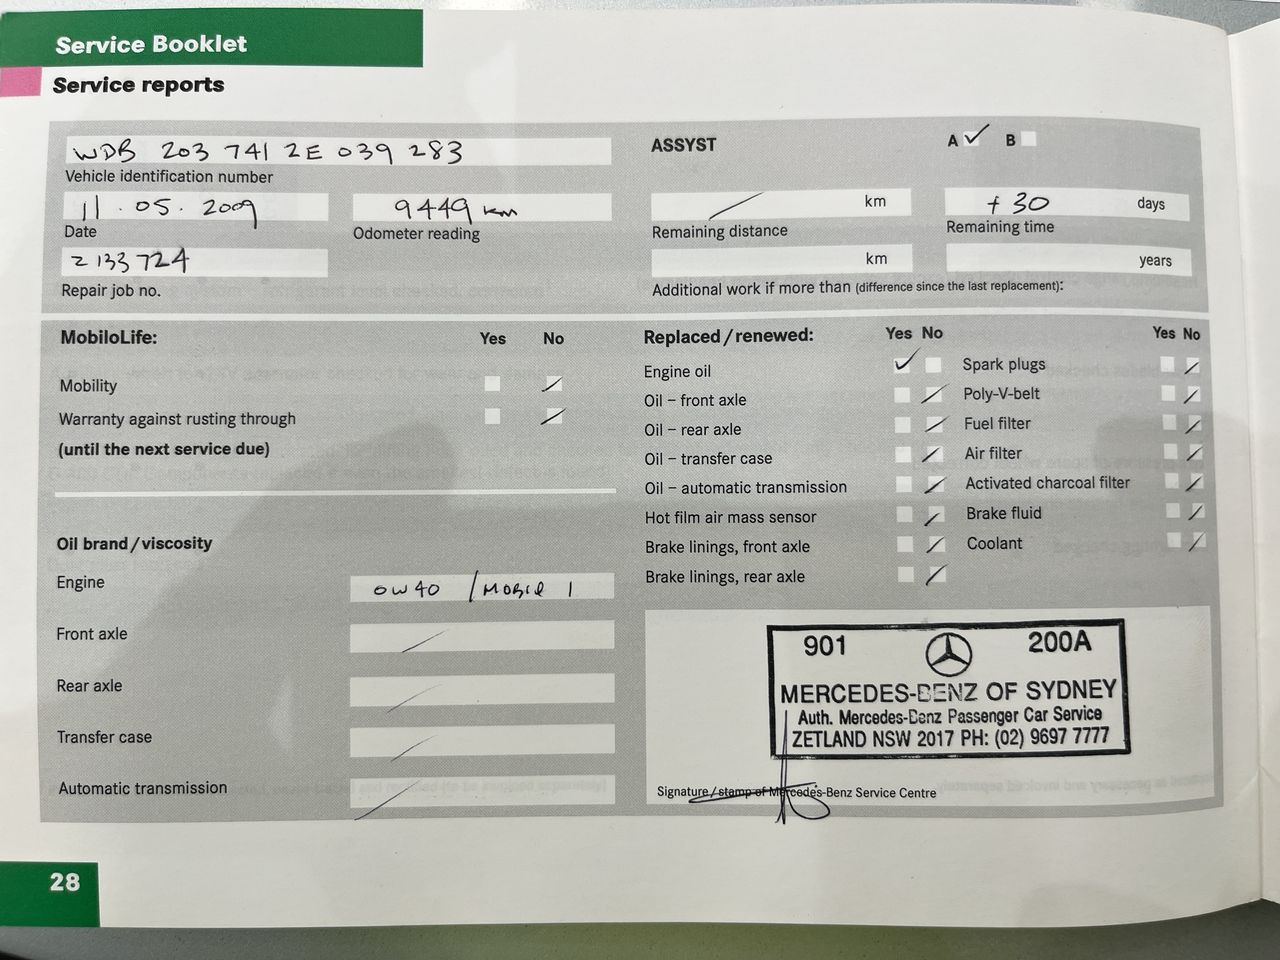 Service Booklet
Service reports
WDB 203 741 2E 039 283
Vehicle identification number
11.05.2009
Date
9449 km
Odometer reading
2133724
Repair job no.
ASSYST
A ✓ B
km
Remaining distance
+30 days
Remaining time
km
years
Additional work if more than (difference since the last replacement):
MobiloLife: Yes No
Mobility
Warranty against rusting through
(until the next service due)
Oil brand/viscosity
Engine 0W40 / MOBIL 1
Front axle
Rear axle
Transfer case
Automatic transmission
Replaced/renewed: Yes No
Engine oil ✓
Oil – front axle
Oil – rear axle
Oil – transfer case
Oil – automatic transmission
Hot film air mass sensor
Brake linings, front axle
Brake linings, rear axle
Yes No
Spark plugs
Poly-V-belt
Fuel filter
Air filter
Activated charcoal filter
Brake fluid
Coolant
901 200A
MERCEDES-BENZ OF SYDNEY
Auth. Mercedes-Benz Passenger Car Service
ZETLAND NSW 2017 PH: (02) 9697 7777
Signature/stamp of Mercedes-Benz Service Centre
28